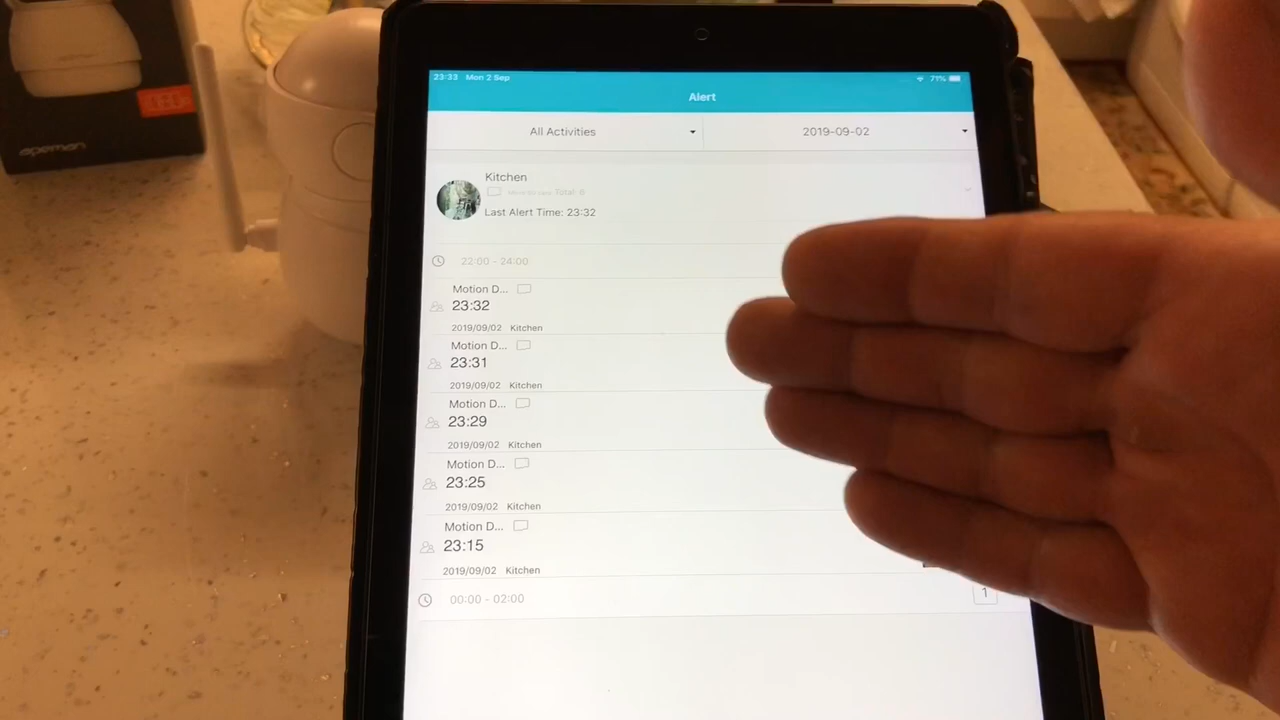 apeman
23:33 Mon 2 Sep
71%
Alert
All Activities
2019-09-02
Kitchen
Total: 6
Last Alert Time: 23:32
22:00 - 24:00
Motion D...
23:32
2019/09/02 Kitchen
Motion D...
23:31
2019/09/02 Kitchen
Motion D...
23:29
2019/09/02 Kitchen
Motion D...
23:25
2019/09/02 Kitchen
Motion D...
23:15
2019/09/02 Kitchen
00:00 - 02:00
1